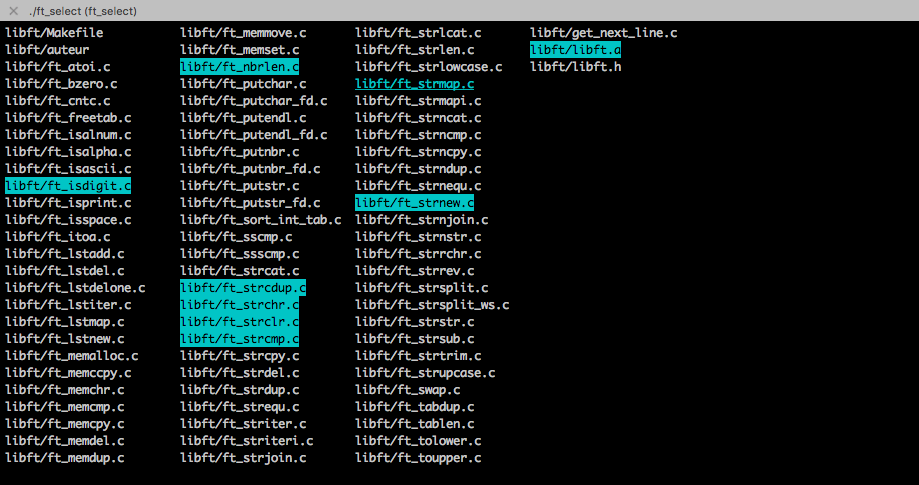 ./ft_select (ft_select)
libft/Makefile
libft/auteur
libft/ft_atoi.c
libft/ft_bzero.c
libft/ft_cntc.c
libft/ft_freetab.c
libft/ft_isalnum.c
libft/ft_isalpha.c
libft/ft_isascii.c
libft/ft_isdigit.c
libft/ft_isprint.c
libft/ft_isspace.c
libft/ft_itoa.c
libft/ft_lstadd.c
libft/ft_lstdel.c
libft/ft_lstdelone.c
libft/ft_lstiter.c
libft/ft_lstmap.c
libft/ft_lstnew.c
libft/ft_memalloc.c
libft/ft_memccpy.c
libft/ft_memchr.c
libft/ft_memcmp.c
libft/ft_memcpy.c
libft/ft_memdel.c
libft/ft_memdup.c
libft/ft_memmove.c
libft/ft_memset.c
libft/ft_nbrlen.c
libft/ft_putchar.c
libft/ft_putchar_fd.c
libft/ft_putendl.c
libft/ft_putendl_fd.c
libft/ft_putnbr.c
libft/ft_putnbr_fd.c
libft/ft_putstr.c
libft/ft_putstr_fd.c
libft/ft_sort_int_tab.c
libft/ft_sscmp.c
libft/ft_ssscmp.c
libft/ft_strcat.c
libft/ft_strcdup.c
libft/ft_strchr.c
libft/ft_strclr.c
libft/ft_strcmp.c
libft/ft_strcpy.c
libft/ft_strdel.c
libft/ft_strdup.c
libft/ft_strequ.c
libft/ft_striter.c
libft/ft_striteri.c
libft/ft_strjoin.c
libft/ft_strlcat.c
libft/ft_strlen.c
libft/ft_strlowcase.c
libft/ft_strmap.c
libft/ft_strmapi.c
libft/ft_strncat.c
libft/ft_strncmp.c
libft/ft_strncpy.c
libft/ft_strndup.c
libft/ft_strnequ.c
libft/ft_strnew.c
libft/ft_strnjoin.c
libft/ft_strnstr.c
libft/ft_strrchr.c
libft/ft_strrev.c
libft/ft_strsplit.c
libft/ft_strsplit_ws.c
libft/ft_strstr.c
libft/ft_strsub.c
libft/ft_strtrim.c
libft/ft_strupcase.c
libft/ft_swap.c
libft/ft_tabdup.c
libft/ft_tablen.c
libft/ft_tolower.c
libft/ft_toupper.c
libft/get_next_line.c
libft/libft.a
libft/libft.h